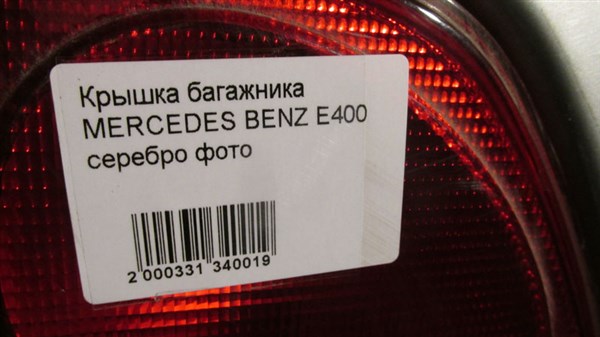 Крышка багажника
MERCEDES BENZ E400
серебро фото
2 000331 340019